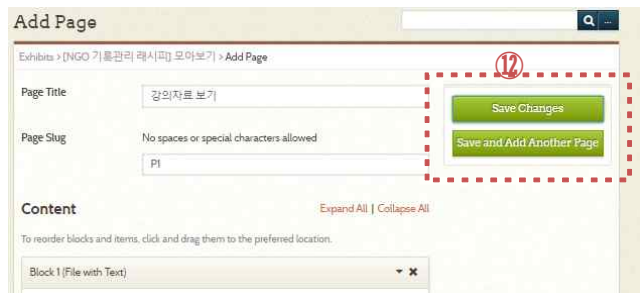 Add Page
...
Exhibits > [NGO 기록관리 래시피] 모아보기 > Add Page
⑫
Page Title
강의자료 보기
Save Changes
Page Slug
No spaces or special characters allowed
Save and Add Another Page
P1
Content
Expand All | Collapse All
To reorder blocks and items, click and drag them to the preferred location.
Block 1 (File with Text)